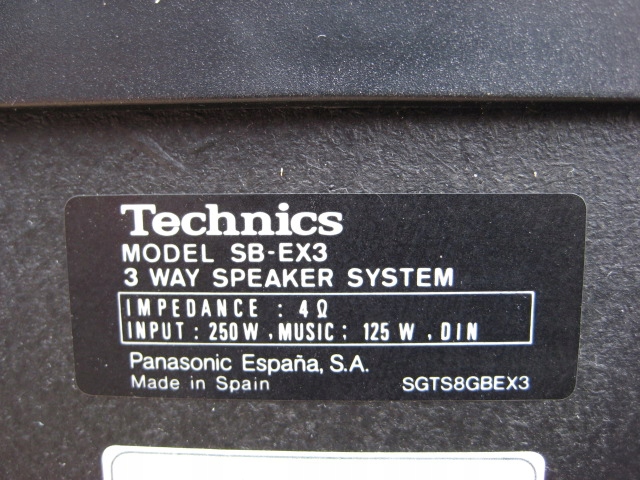 Technics
MODEL SB-EX3
3 WAY SPEAKER SYSTEM
IMPEDANCE : 4Ω
INPUT : 250W , MUSIC ; 125 W , DIN
Panasonic España, S.A.
Made in Spain SGTS8GBEX3